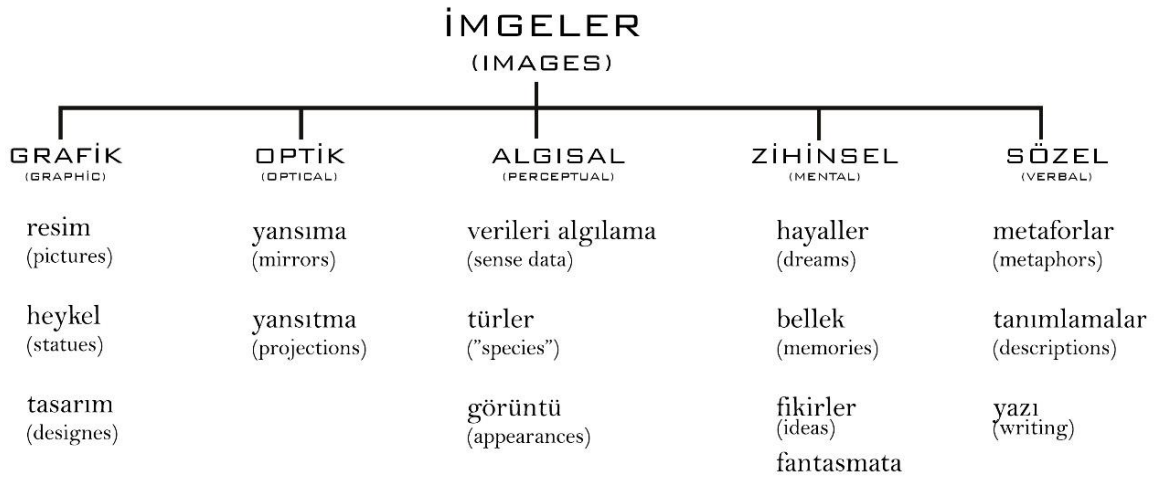 İMGELER
(IMAGES)
GRAFİK
(GRAPHİC)
resim
(pictures)
heykel
(statues)
tasarım
(designes)
OPTİK
(OPTICAL)
yansıma
(mirrors)
yansıtma
(projections)
ALGISAL
(PERCEPTUAL)
verileri algılama
(sense data)
türler
("species")
görüntü
(appearances)
ZİHİNSEL
(MENTAL)
hayaller
(dreams)
bellek
(memories)
fikirler
(ideas)
fantasmata
SÖZEL
(VERBAL)
metaforlar
(metaphors)
tanımlamalar
(descriptions)
yazı
(writing)